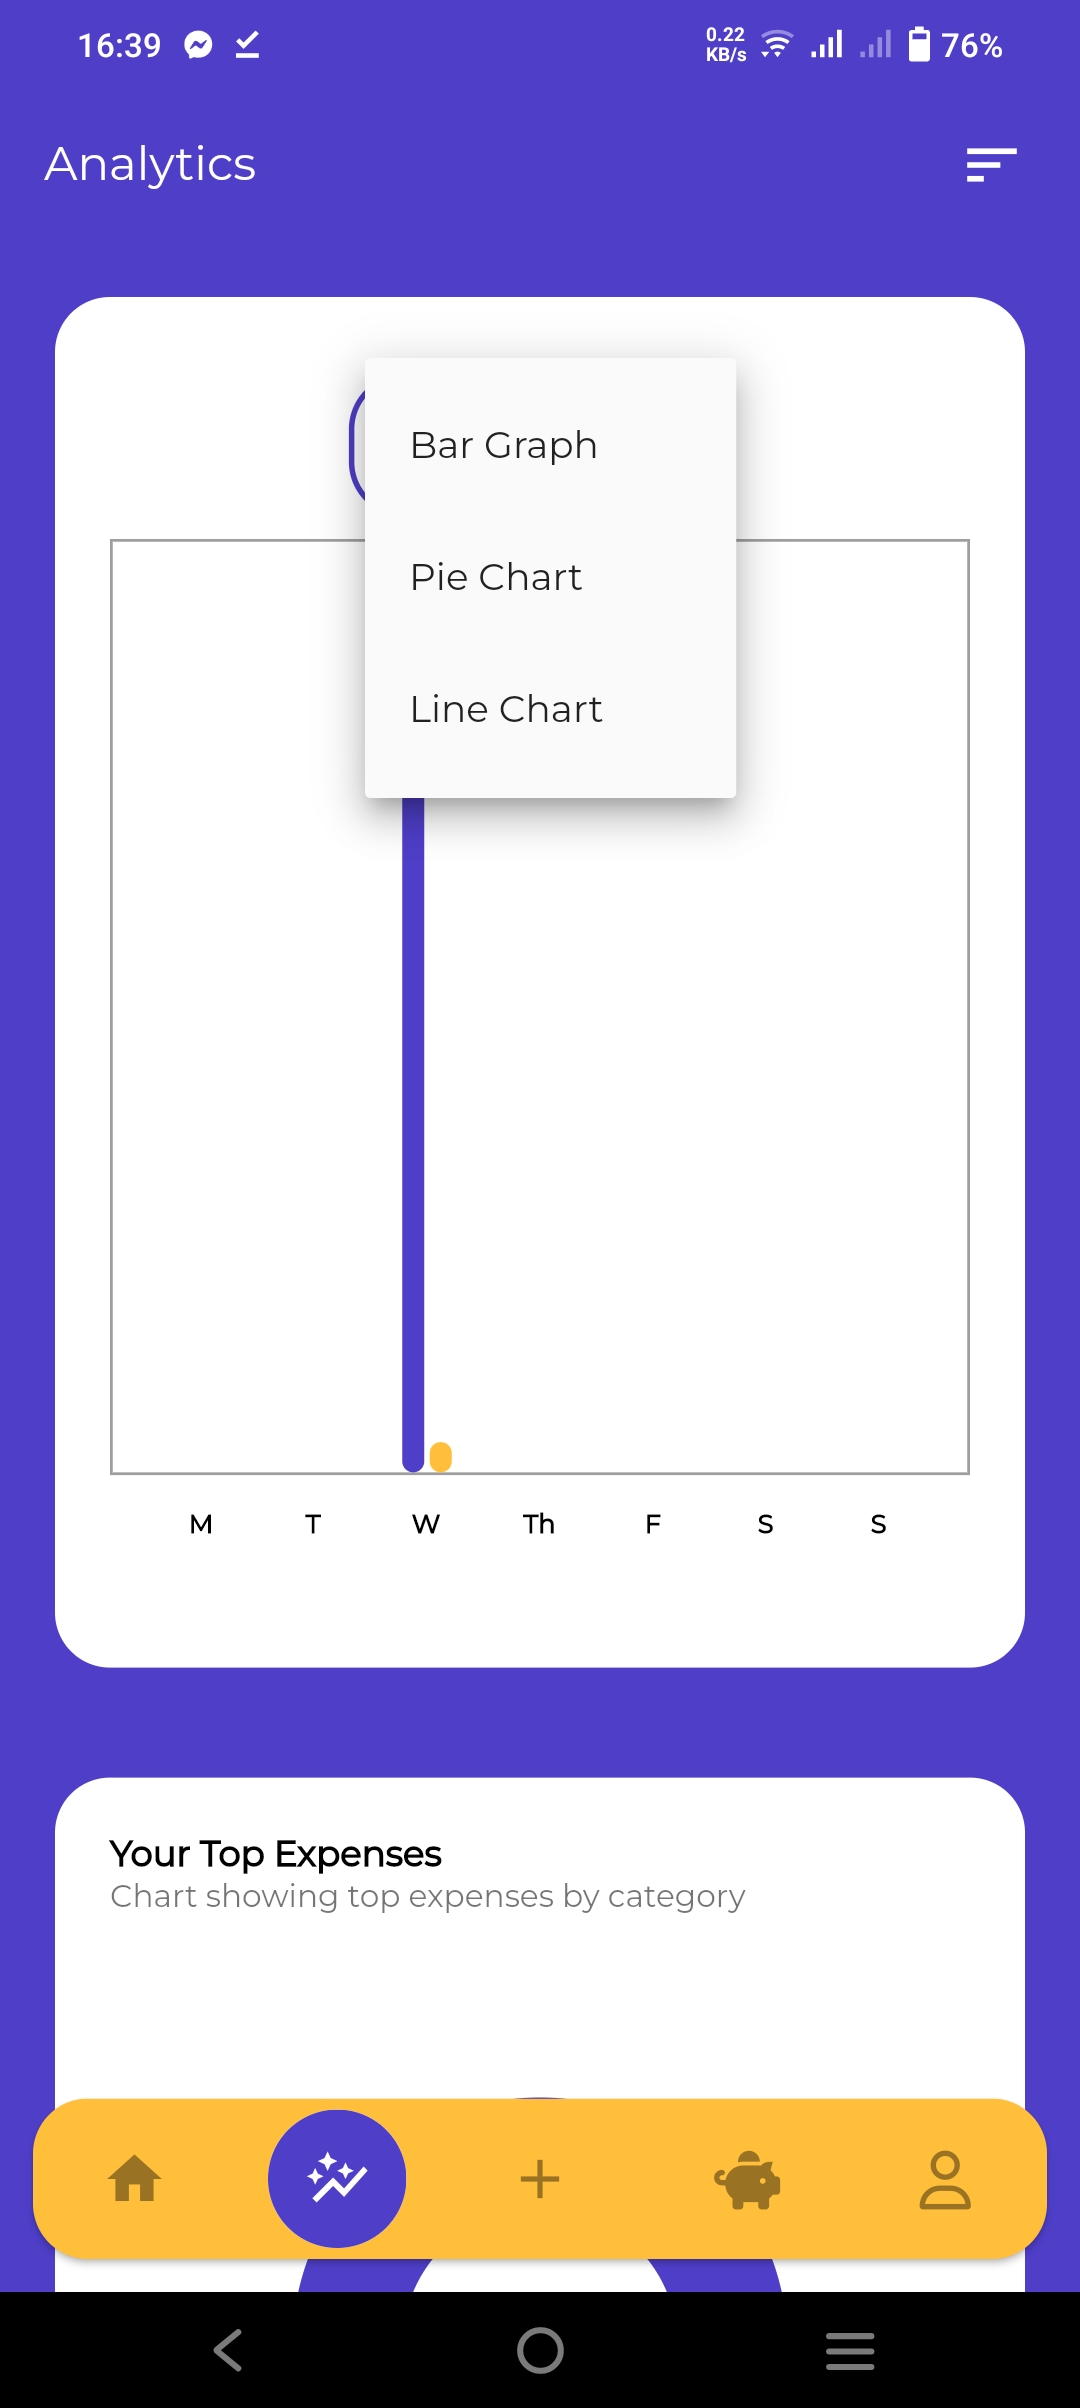 16:39
0.22
KB/s
76%
Analytics
Bar Graph
Pie Chart
Line Chart
M T W Th F S S
Your Top Expenses
Chart showing top expenses by category